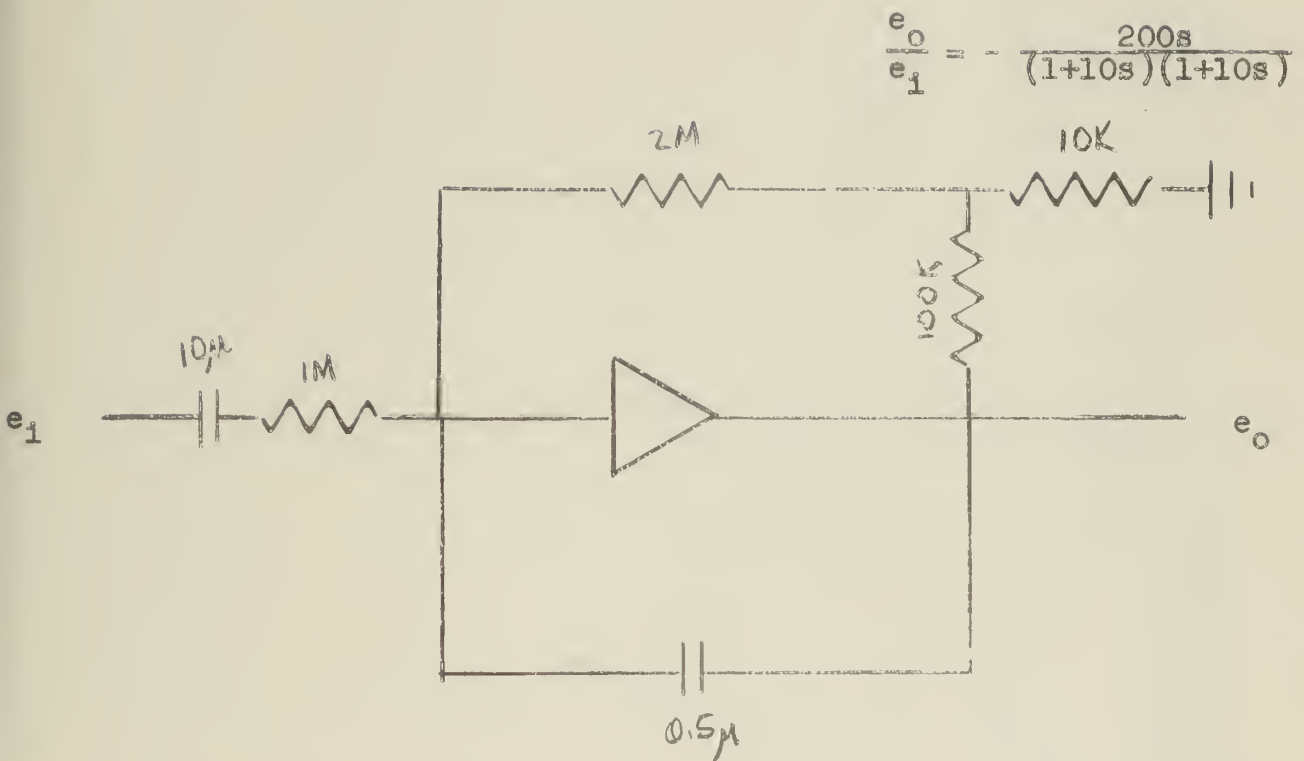 e_o/e_1 = - 200s/(1+10s)(1+10s)
2M
10K
100K
10μ
1M
e_1
e_o
0.5μ